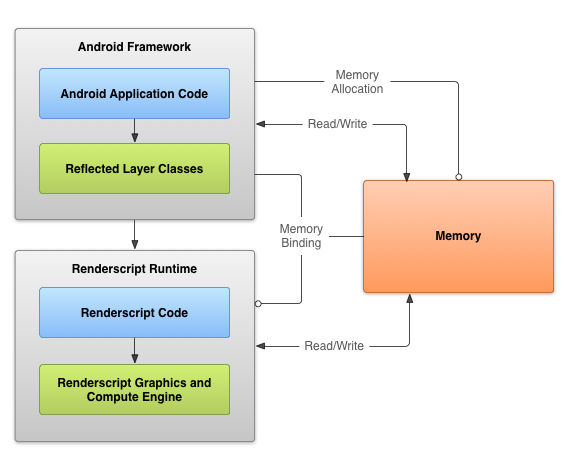 Android Framework
Android Application Code
Reflected Layer Classes
Memory
Allocation
Read/Write
Memory
Binding
Memory
Renderscript Runtime
Renderscript Code
Renderscript Graphics and
Compute Engine
Read/Write